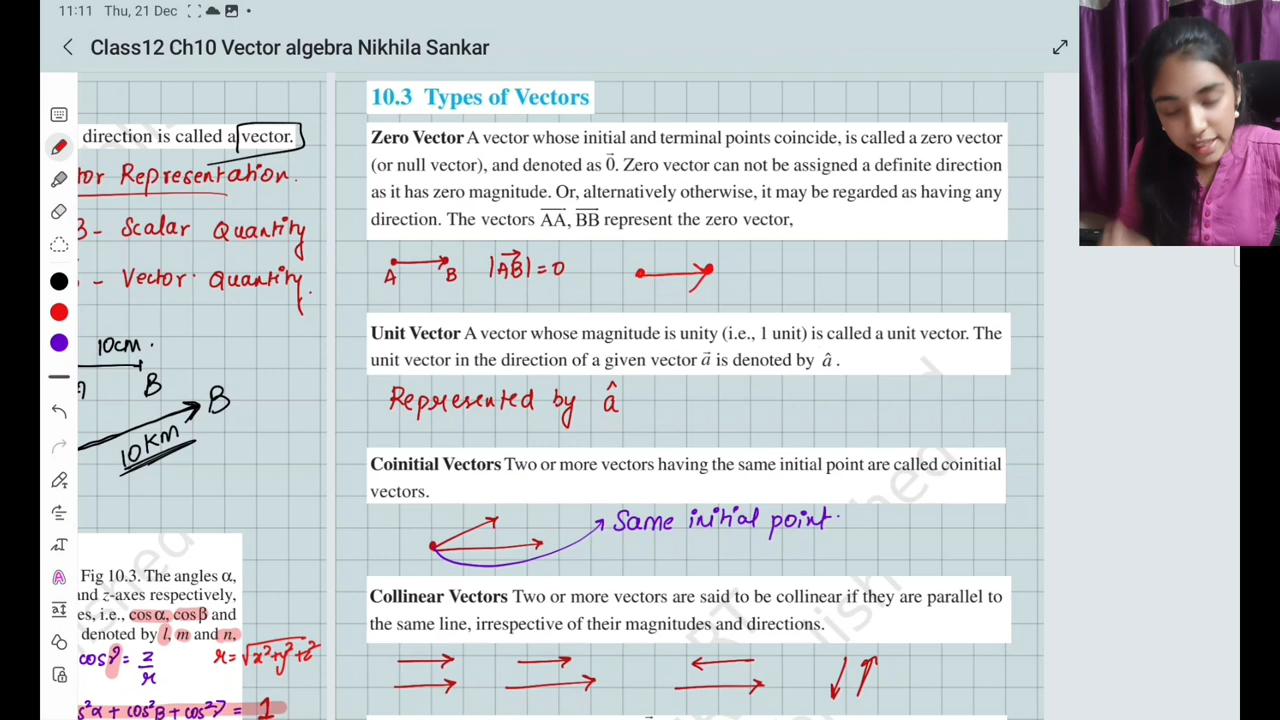 11:11 Thu, 21 Dec
Class12 Ch10 Vector algebra Nikhila Sankar
direction is called a vector.
tor Representation.
B - Scalar Quantity
- Vector Quantity.
10cm.
B
B
10 KM
Fig 10.3. The angles α,
and z-axes respectively,
es, i.e., cos α, cos β and
denoted by l, m and n,
cosγ = z/r r = √x²+y²+z²
s²α + cos²β + cos²γ = 1
10.3 Types of Vectors
Zero Vector A vector whose initial and terminal points coincide, is called a zero vector
(or null vector), and denoted as 0⃗. Zero vector can not be assigned a definite direction
as it has zero magnitude. Or, alternatively otherwise, it may be regarded as having any
direction. The vectors A͞A͞, B͞B͞ represent the zero vector,
A B |AB⃗| = 0
Unit Vector A vector whose magnitude is unity (i.e., 1 unit) is called a unit vector. The
unit vector in the direction of a given vector a⃗ is denoted by â .
Represented by â
Coinitial Vectors Two or more vectors having the same initial point are called coinitial
vectors.
Same initial point.
Collinear Vectors Two or more vectors are said to be collinear if they are parallel to
the same line, irrespective of their magnitudes and directions.